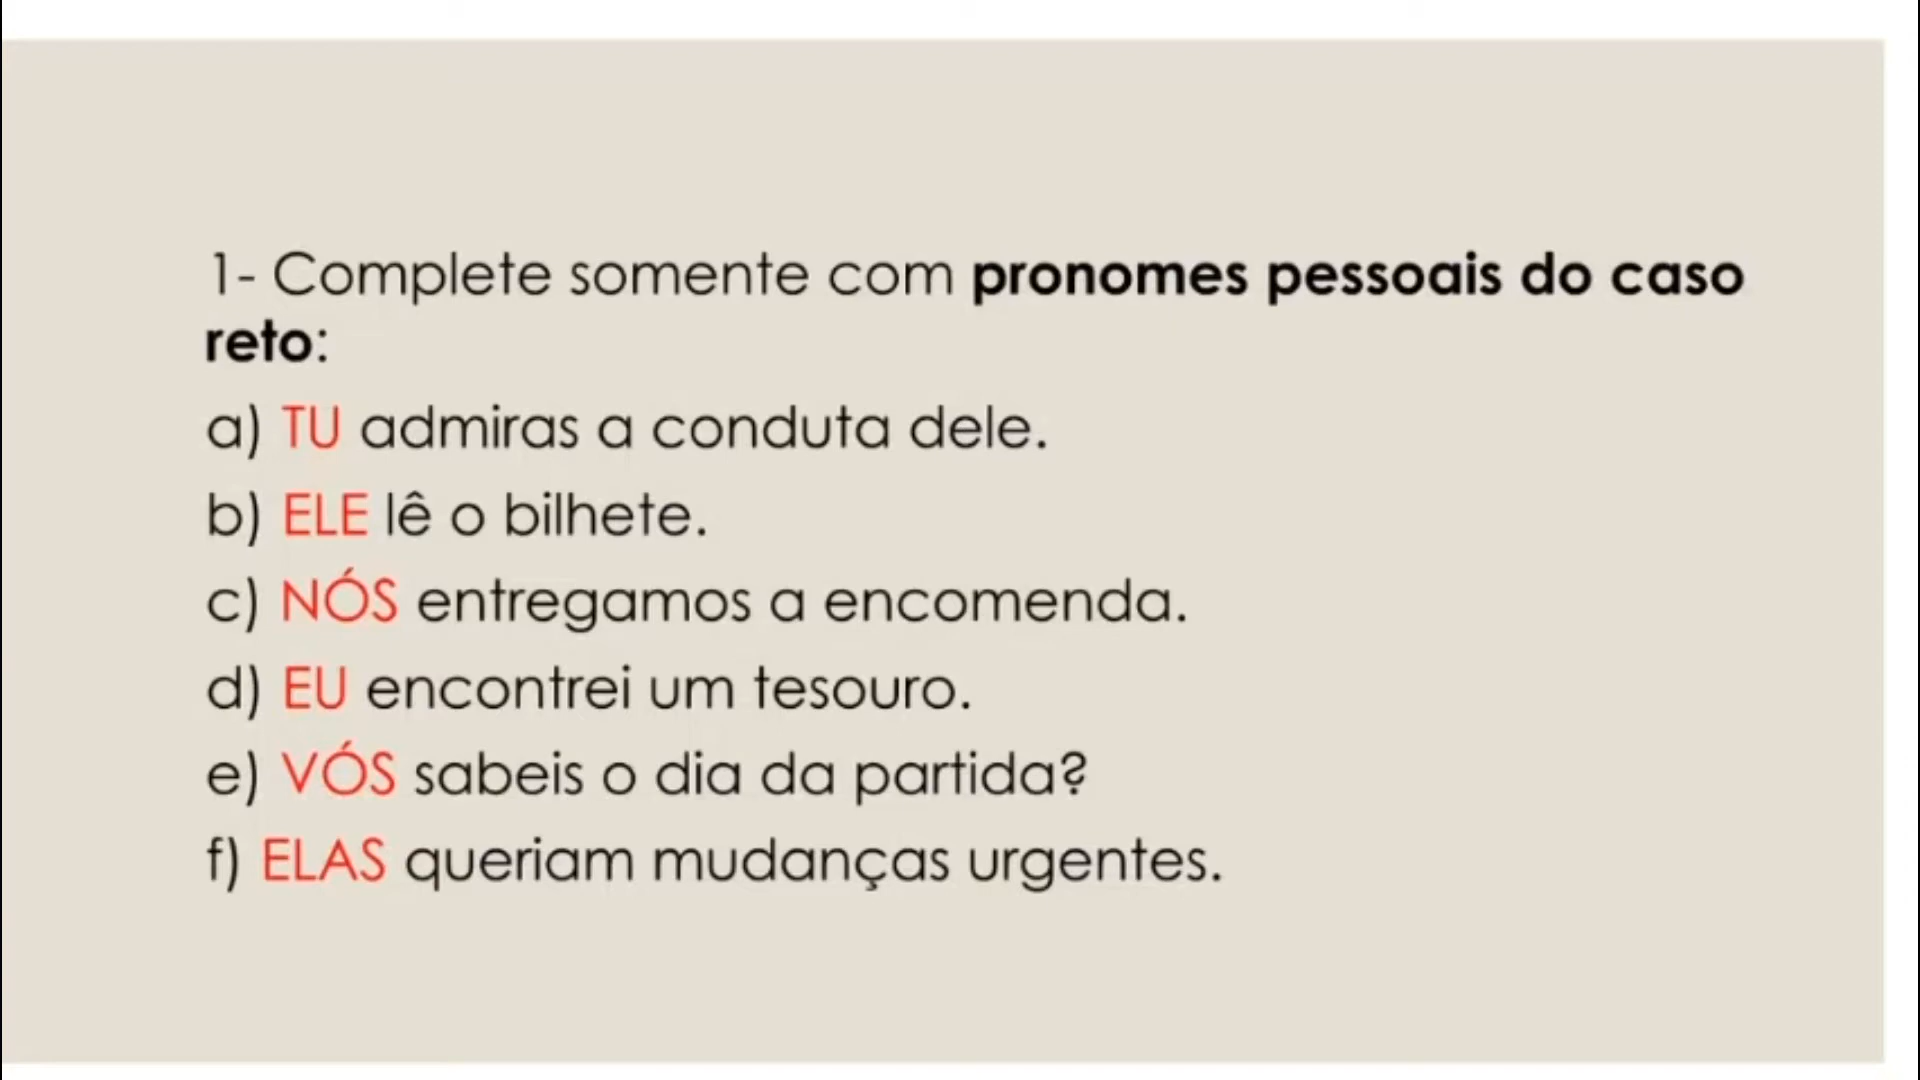 1- Complete somente com pronomes pessoais do caso
reto:
a) TU admiras a conduta dele.
b) ELE lê o bilhete.
c) NÓS entregamos a encomenda.
d) EU encontrei um tesouro.
e) VÓS sabeis o dia da partida?
f) ELAS queriam mudanças urgentes.